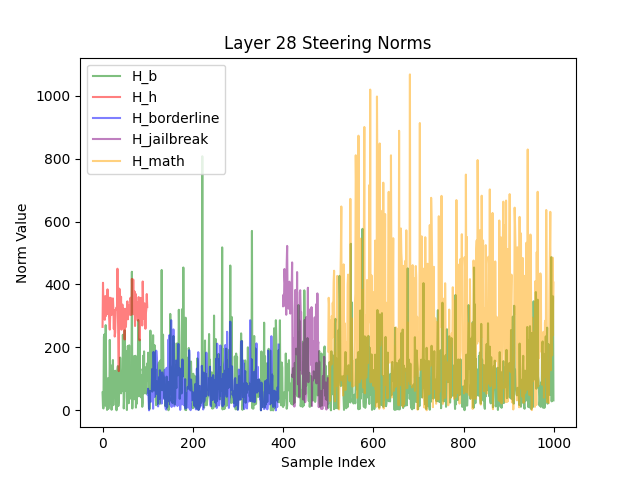 Layer 28 Steering Norms
H_b
H_h
H_borderline
H_jailbreak
H_math
Norm Value
1000
800
600
400
200
0
0 200 400 600 800 1000
Sample Index